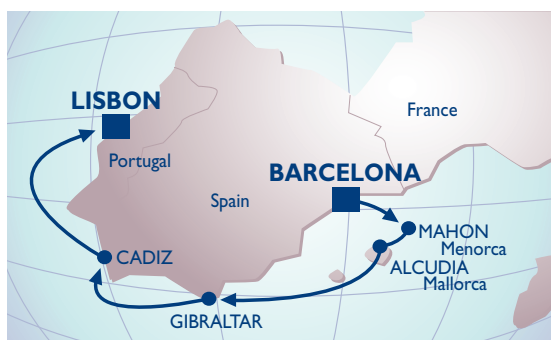 LISBON
France
Portugal
BARCELONA
Spain
MAHON
Menorca
CADIZ
ALCUDIA
Mallorca
GIBRALTAR